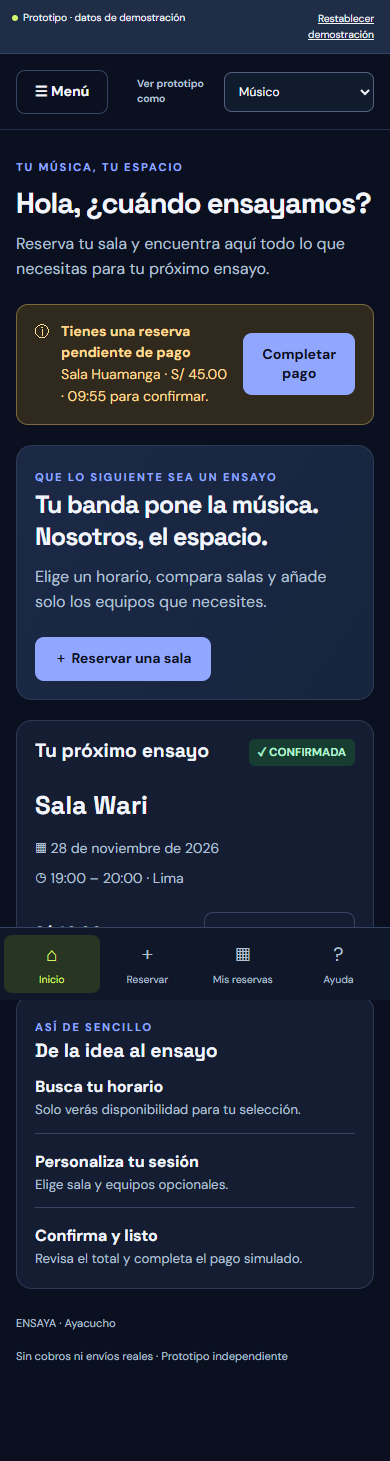 Prototipo · datos de demostración
Restablecer
demostración
☰ Menú
Ver prototipo
como
Músico
TU MÚSICA, TU ESPACIO
Hola, ¿cuándo ensayamos?
Reserva tu sala y encuentra aquí todo lo que
necesitas para tu próximo ensayo.
Tienes una reserva
pendiente de pago
Sala Huamanga · S/ 45.00
· 09:55 para confirmar.
Completar
pago
QUE LO SIGUIENTE SEA UN ENSAYO
Tu banda pone la música.
Nosotros, el espacio.
Elige un horario, compara salas y añade
solo los equipos que necesites.
+ Reservar una sala
Tu próximo ensayo
✓ CONFIRMADA
Sala Wari
28 de noviembre de 2026
19:00 – 20:00 · Lima
Inicio
Reservar
Mis reservas
Ayuda
ASÍ DE SENCILLO
De la idea al ensayo
Busca tu horario
Solo verás disponibilidad para tu selección.
Personaliza tu sesión
Elige sala y equipos opcionales.
Confirma y listo
Revisa el total y completa el pago simulado.
ENSAYA · Ayacucho
Sin cobros ni envíos reales · Prototipo independiente